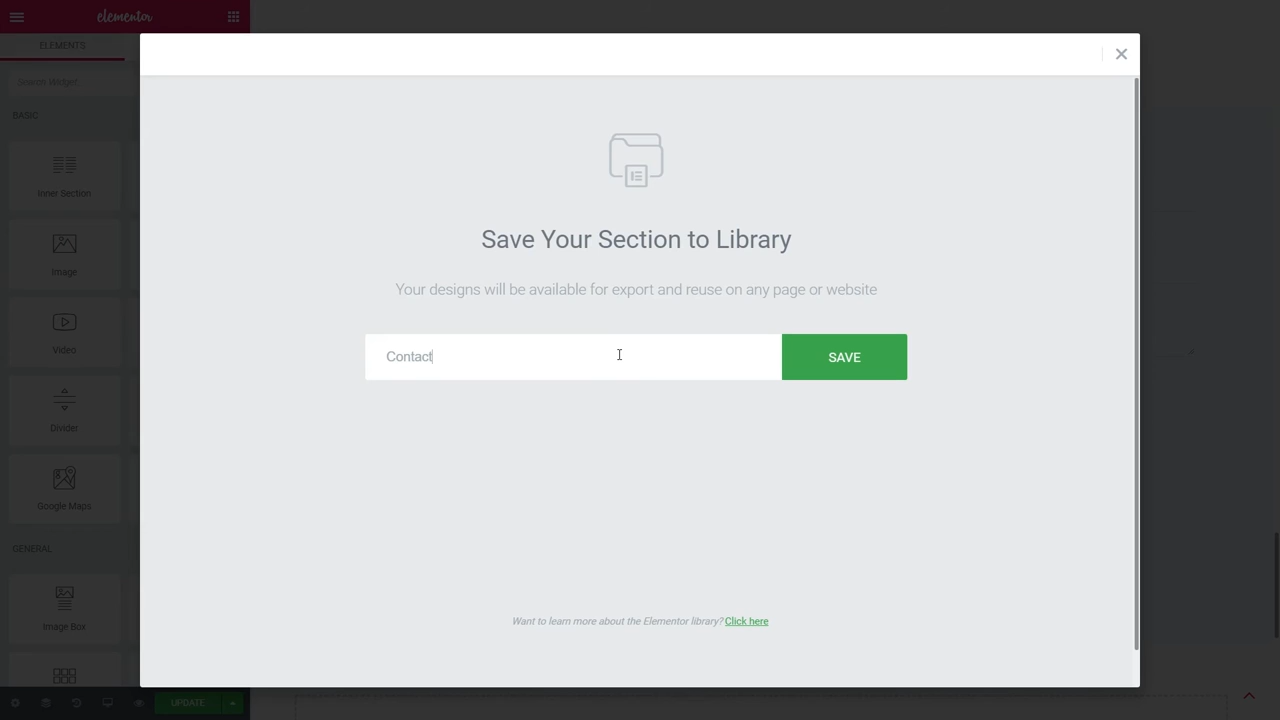 elementor
ELEMENTS
Search Widget
BASIC
Inner Section
Image
Video
Divider
Google Maps
GENERAL
Image Box
UPDATE
Save Your Section to Library
Your designs will be available for export and reuse on any page or website
Contact
SAVE
Want to learn more about the Elementor library? Click here